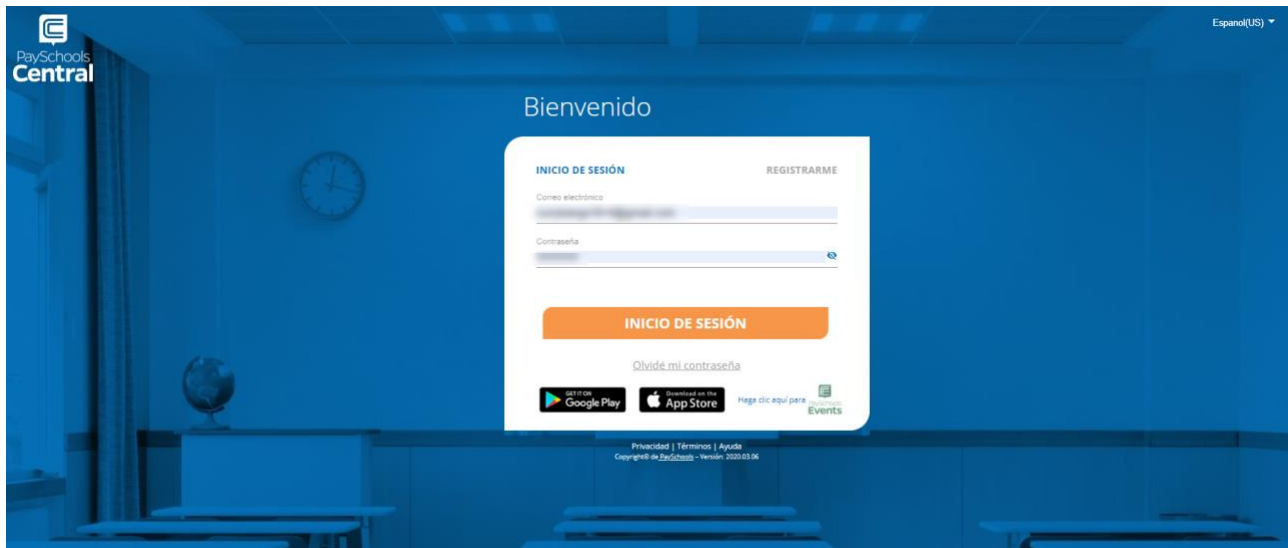 PaySchools
Central
Espanol(US)
Bienvenido
INICIO DE SESIÓN
REGISTRARME
Correo electrónico
Contraseña
INICIO DE SESIÓN
Olvidé mi contraseña
GET IT ON
Google Play
Download on the
App Store
Haga clic aquí para
PaySchools
Events
Privacidad | Términos | Ayuda
Copyright© de PaySchools – Versión: 2020.03.06